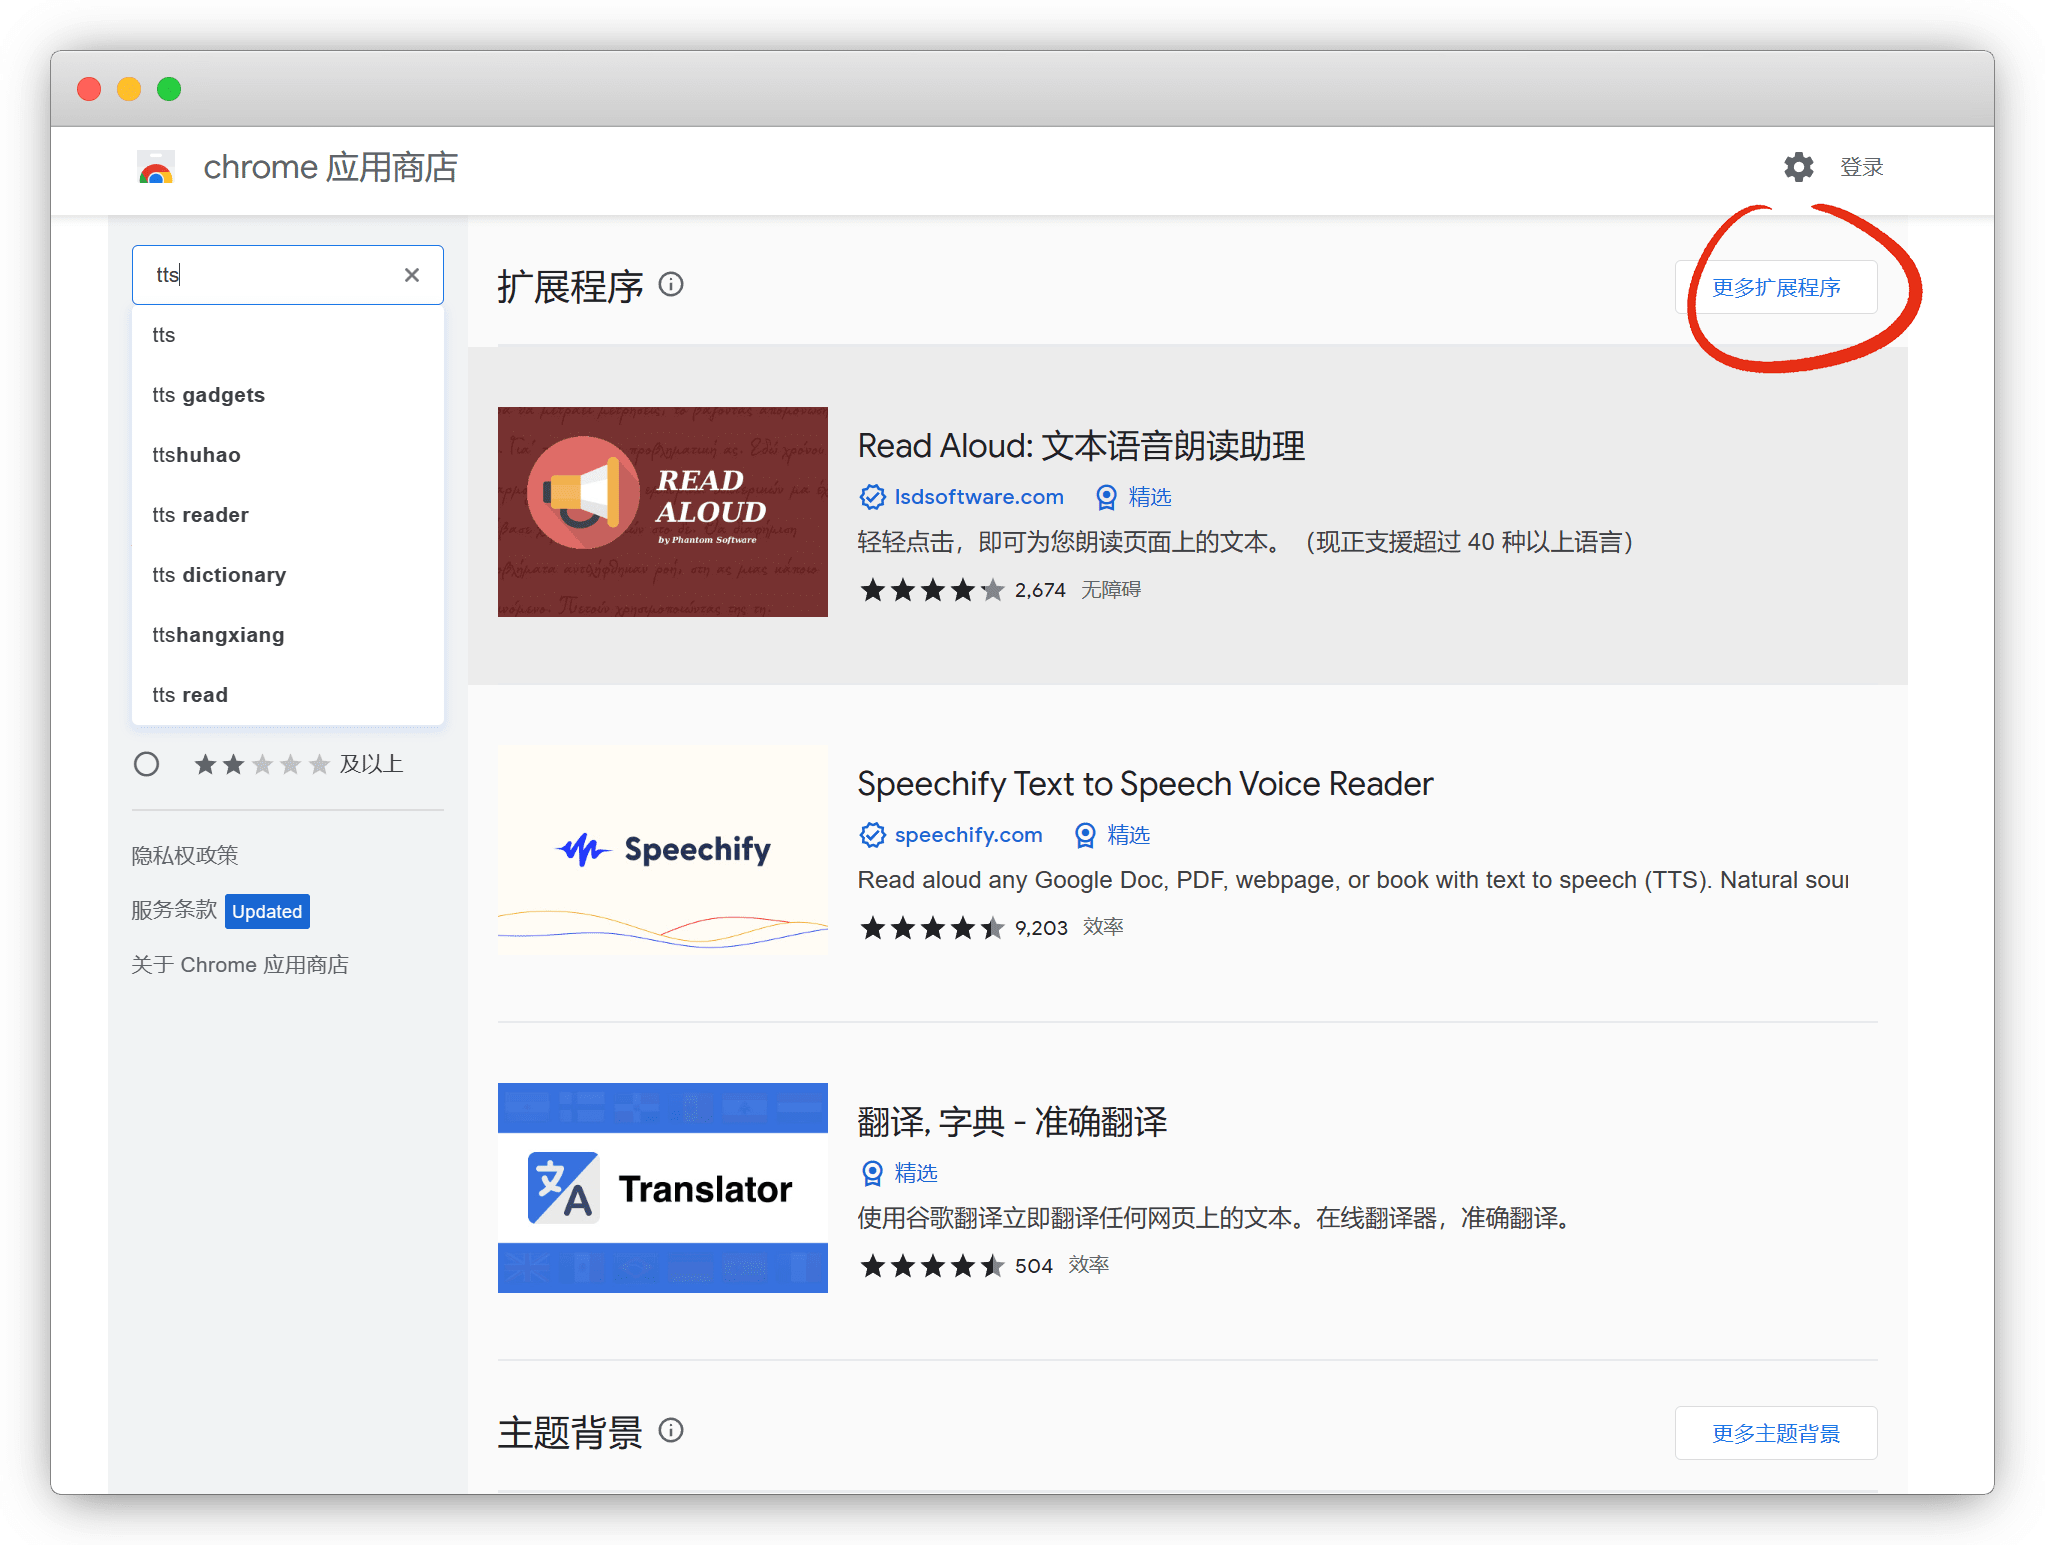 chrome 应用商店
登录
tts
tts
tts gadgets
ttshuhao
tts reader
tts dictionary
ttshangxiang
tts read
及以上
隐私权政策
服务条款 Updated
关于 Chrome 应用商店
扩展程序
更多扩展程序
READ
ALOUD
by Phantom Software
Read Aloud: 文本语音朗读助理
lsdsoftware.com 精选
轻轻点击，即可为您朗读页面上的文本。（现正支援超过 40 种以上语言）
2,674 无障碍
Speechify
Speechify Text to Speech Voice Reader
speechify.com 精选
Read aloud any Google Doc, PDF, webpage, or book with text to speech (TTS). Natural
9,203 效率
文A Translator
翻译, 字典 - 准确翻译
精选
使用谷歌翻译立即翻译任何网页上的文本。在线翻译器，准确翻译。
504 效率
主题背景
更多主题背景